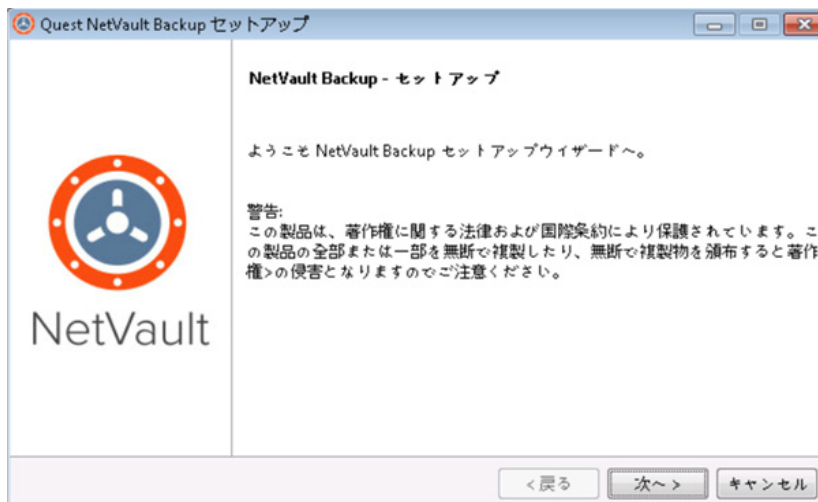 Quest NetVault Backup セットアップ
NetVault Backup - セットアップ
ようこそ NetVault Backup セットアップウィザードへ。
警告:
この製品は、著作権に関する法律および国際条約により保護されています。こ
の製品の全部または一部を無断で複製したり、無断で複製物を頒布すると著作
権>の侵害となりますのでご注意ください。
NetVault
<戻る
次へ >
キャンセル